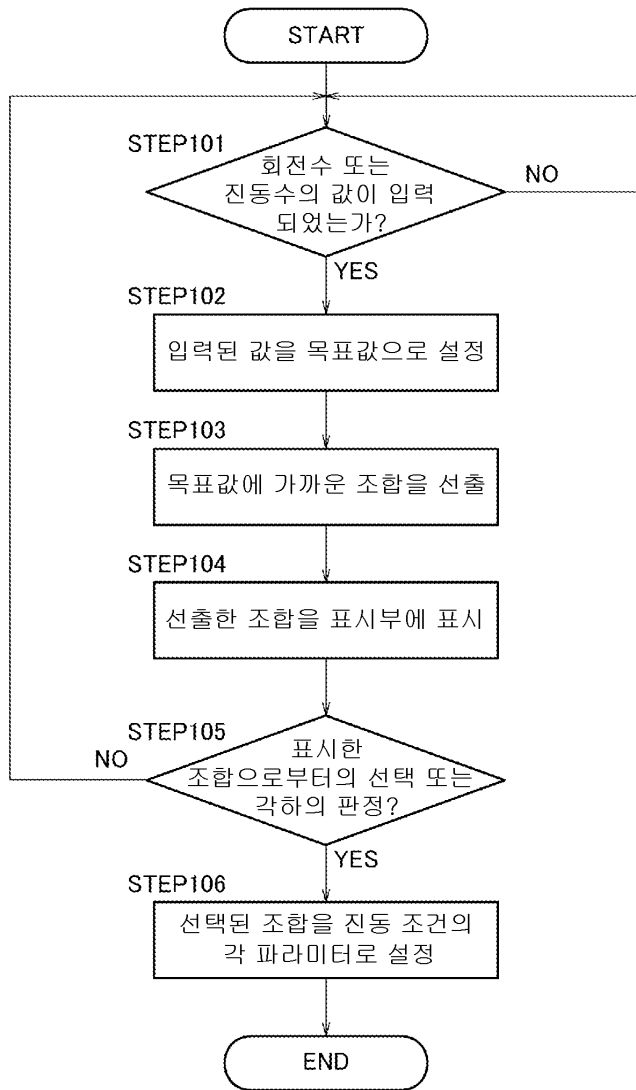 START
STEP101
회전수 또는
진동수의 값이 입력
되었는가?
NO
YES
STEP102
입력된 값을 목표값으로 설정
STEP103
목표값에 가까운 조합을 선출
STEP104
선출한 조합을 표시부에 표시
STEP105
NO
표시한
조합으로부터의 선택 또는
각하의 판정?
YES
STEP106
선택된 조합을 진동 조건의
각 파라미터로 설정
END